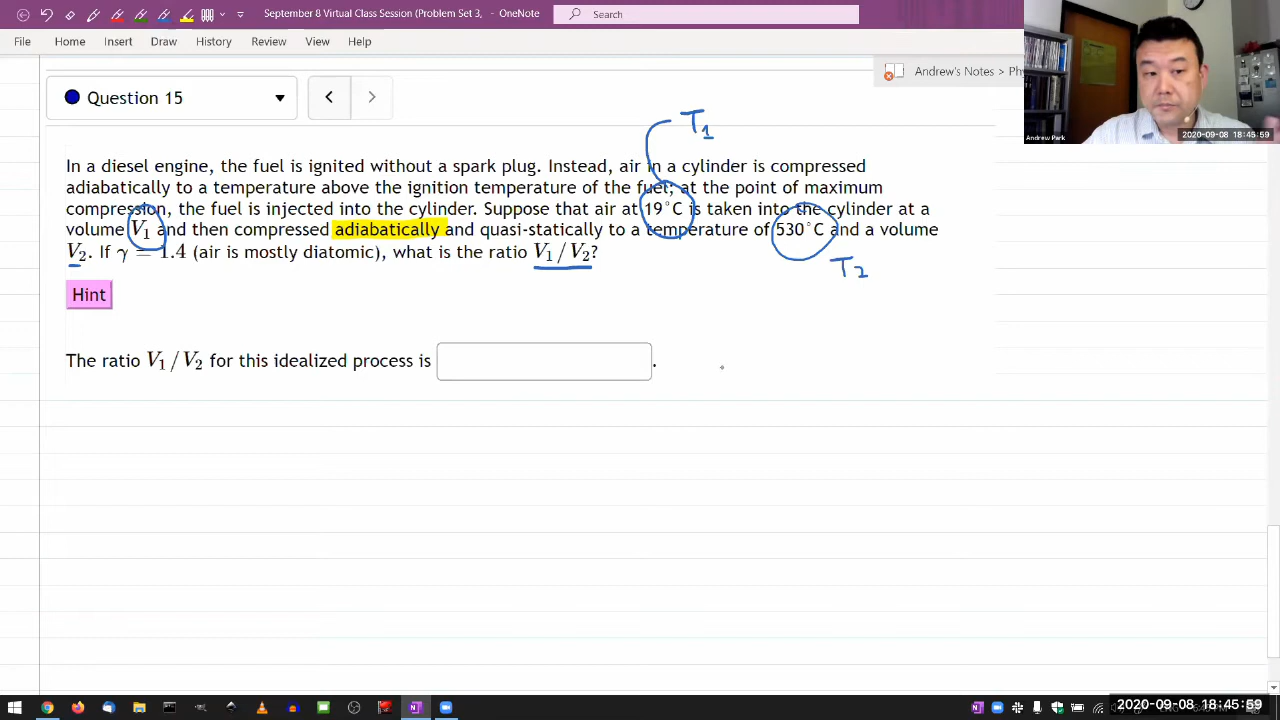 September 8 Virtual Class Session (Problem Set 3, - OneNote
Search
File Home Insert Draw History Review View Help
Andrew's Notes > Ph
Question 15
T1
In a diesel engine, the fuel is ignited without a spark plug. Instead, air in a cylinder is compressed
adiabatically to a temperature above the ignition temperature of the fuel; at the point of maximum
compression, the fuel is injected into the cylinder. Suppose that air at 19°C is taken into the cylinder at a
volume V1 and then compressed adiabatically and quasi-statically to a temperature of 530°C and a volume
V2. If γ = 1.4 (air is mostly diatomic), what is the ratio V1/V2?
T2
Hint
The ratio V1/V2 for this idealized process is .
Andrew Park
2020-09-08 18:45:59
2020-09-08 18:45:59